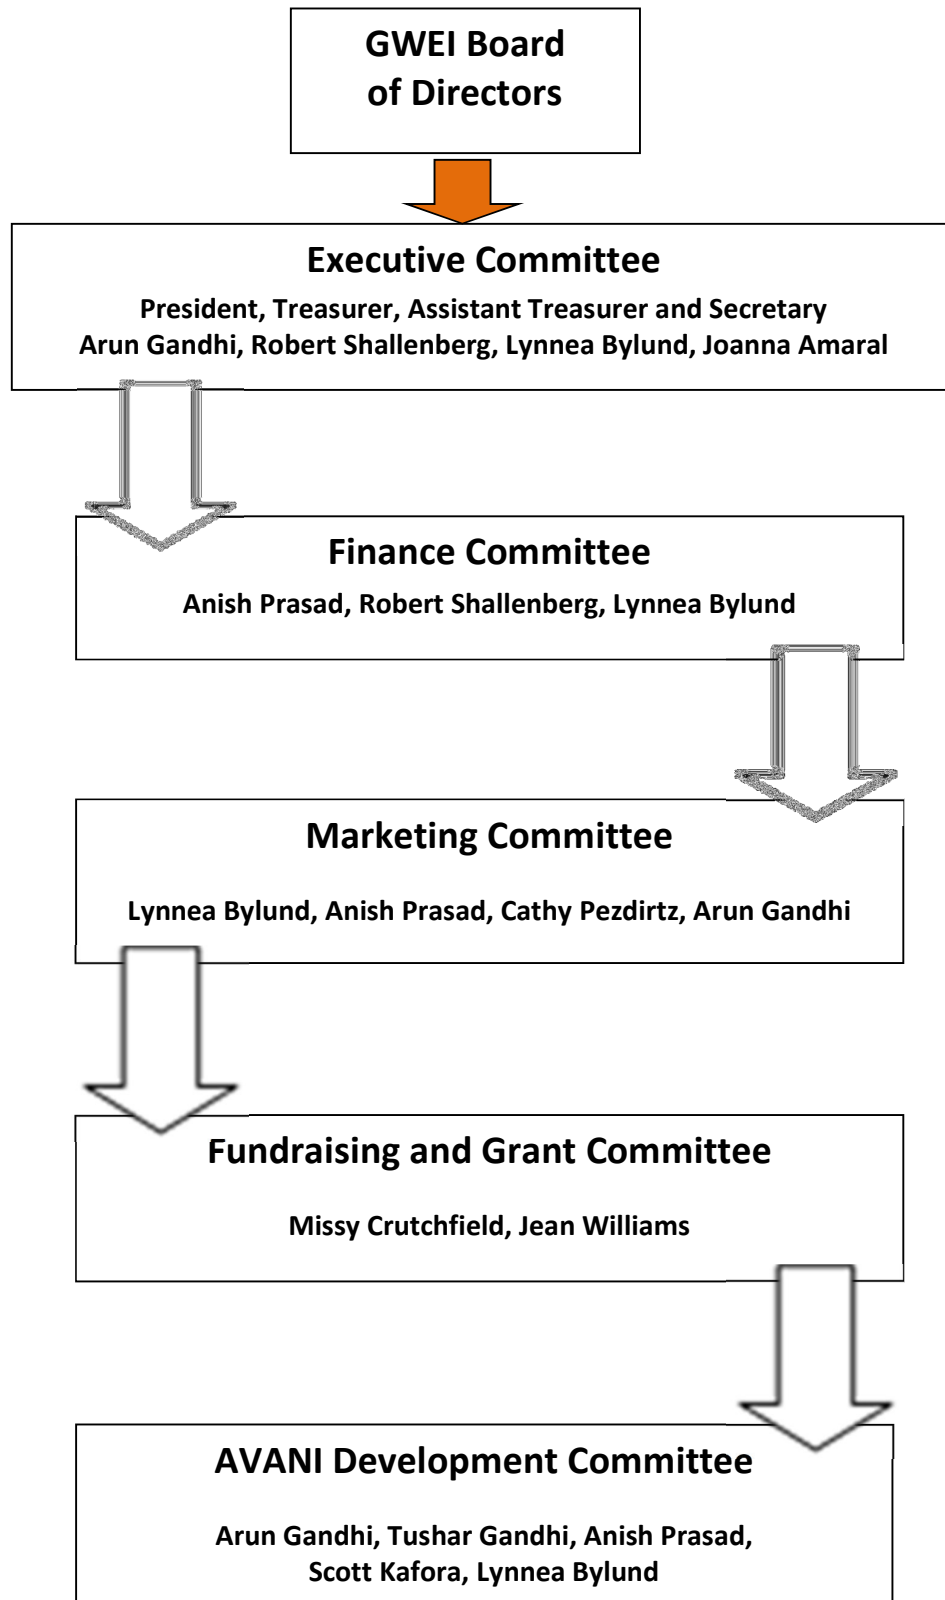 GWEI Board
of Directors
Executive Committee
President, Treasurer, Assistant Treasurer and Secretary
Arun Gandhi, Robert Shallenberg, Lynnea Bylund, Joanna Amaral
Finance Committee
Anish Prasad, Robert Shallenberg, Lynnea Bylund
Marketing Committee
Lynnea Bylund, Anish Prasad, Cathy Pezdirtz, Arun Gandhi
Fundraising and Grant Committee
Missy Crutchfield, Jean Williams
AVANI Development Committee
Arun Gandhi, Tushar Gandhi, Anish Prasad,
Scott Kafora, Lynnea Bylund